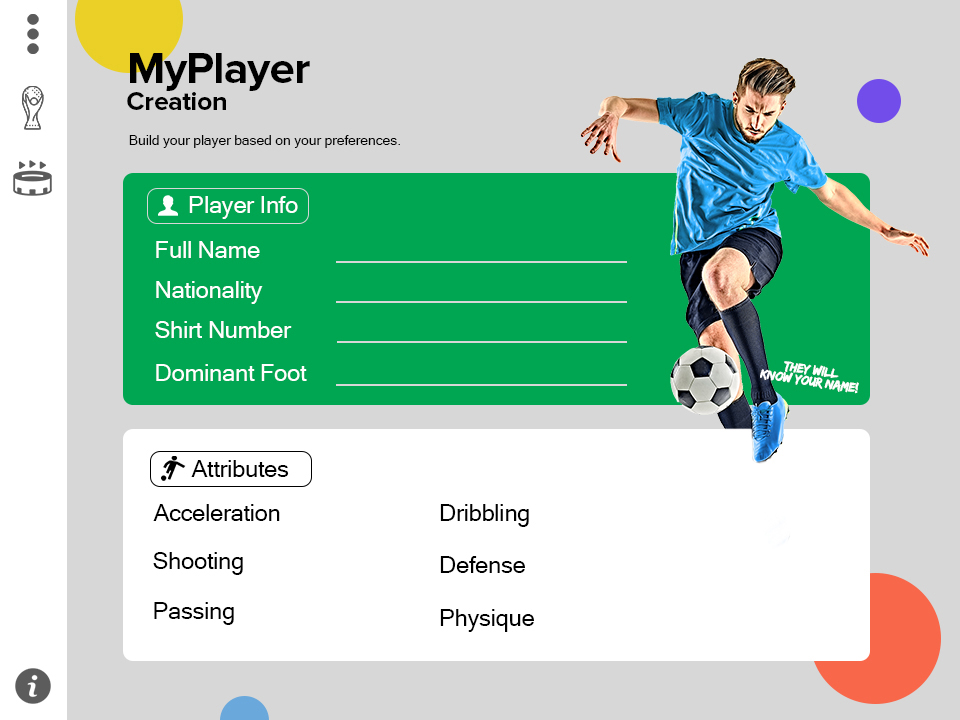 MyPlayer
Creation
Build your player based on your preferences.
Player Info
Full Name
Nationality
Shirt Number
Dominant Foot
THEY WILL
KNOW YOUR NAME!
Attributes
Acceleration
Shooting
Passing
Dribbling
Defense
Physique
i